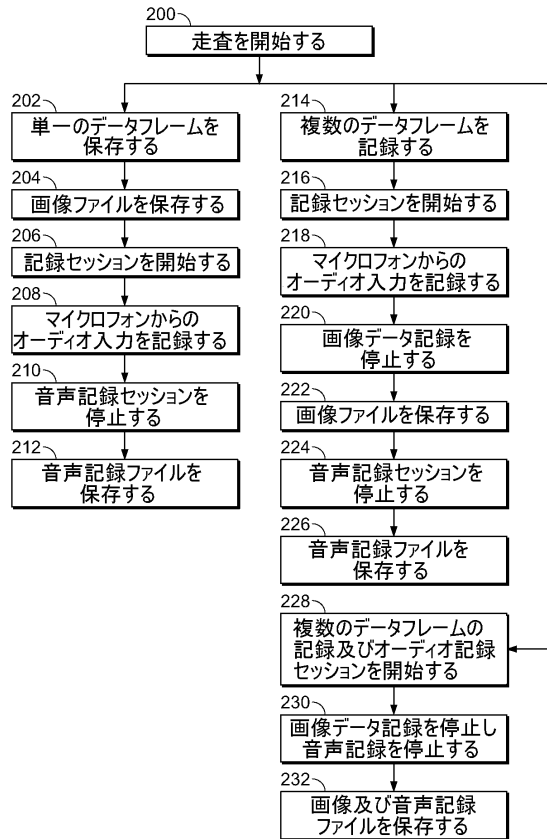 200
走査を開始する
202
単一のデータフレームを
保存する
204
画像ファイルを保存する
206
記録セッションを開始する
208
マイクロフォンからの
オーディオ入力を記録する
210
音声記録セッションを
停止する
212
音声記録ファイルを
保存する
214
複数のデータフレームを
記録する
216
記録セッションを開始する
218
マイクロフォンからの
オーディオ入力を記録する
220
画像データ記録を
停止する
222
画像ファイルを保存する
224
音声記録セッションを
停止する
226
音声記録ファイルを
保存する
228
複数のデータフレームの
記録及びオーディオ記録
セッションを開始する
230
画像データ記録を停止し
音声記録を停止する
232
画像及び音声記録
ファイルを保存する